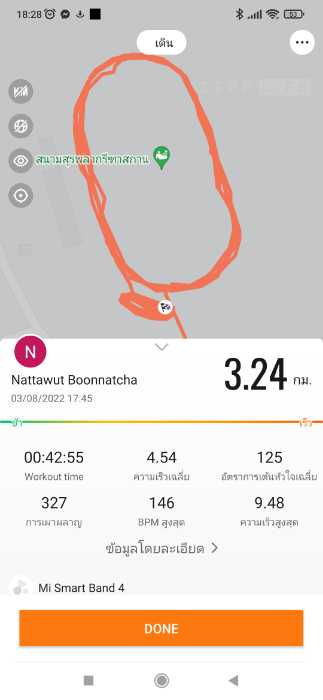 18:28
53
เดิน
สนามสุรพลากรีฑาสถาน
N
Nattawut Boonnatcha
03/08/2022 17:45
3.24 กม.
ช้า
เร็ว
00:42:55 4.54 125
Workout time ความเร็วเฉลี่ย อัตราการเต้นหัวใจเฉลี่ย
327 146 9.48
การเผาผลาญ BPM สูงสุด ความเร็วสูงสุด
ข้อมูลโดยละเอียด
Mi Smart Band 4
DONE